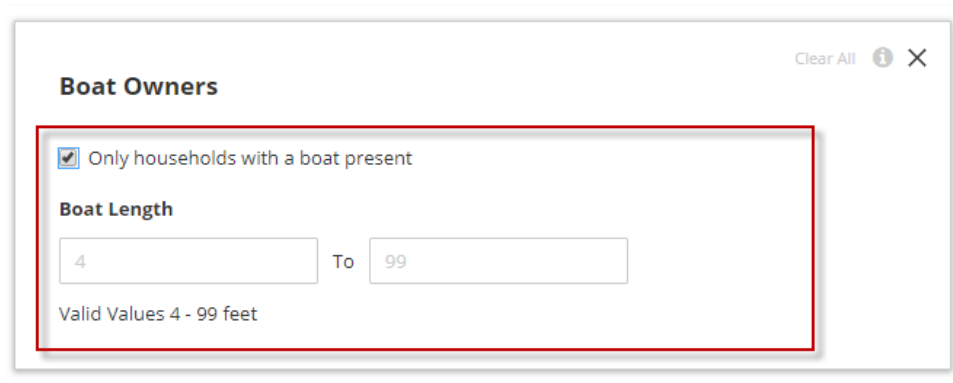 Clear All
Boat Owners
Only households with a boat present
Boat Length
4 To 99
Valid Values 4 - 99 feet